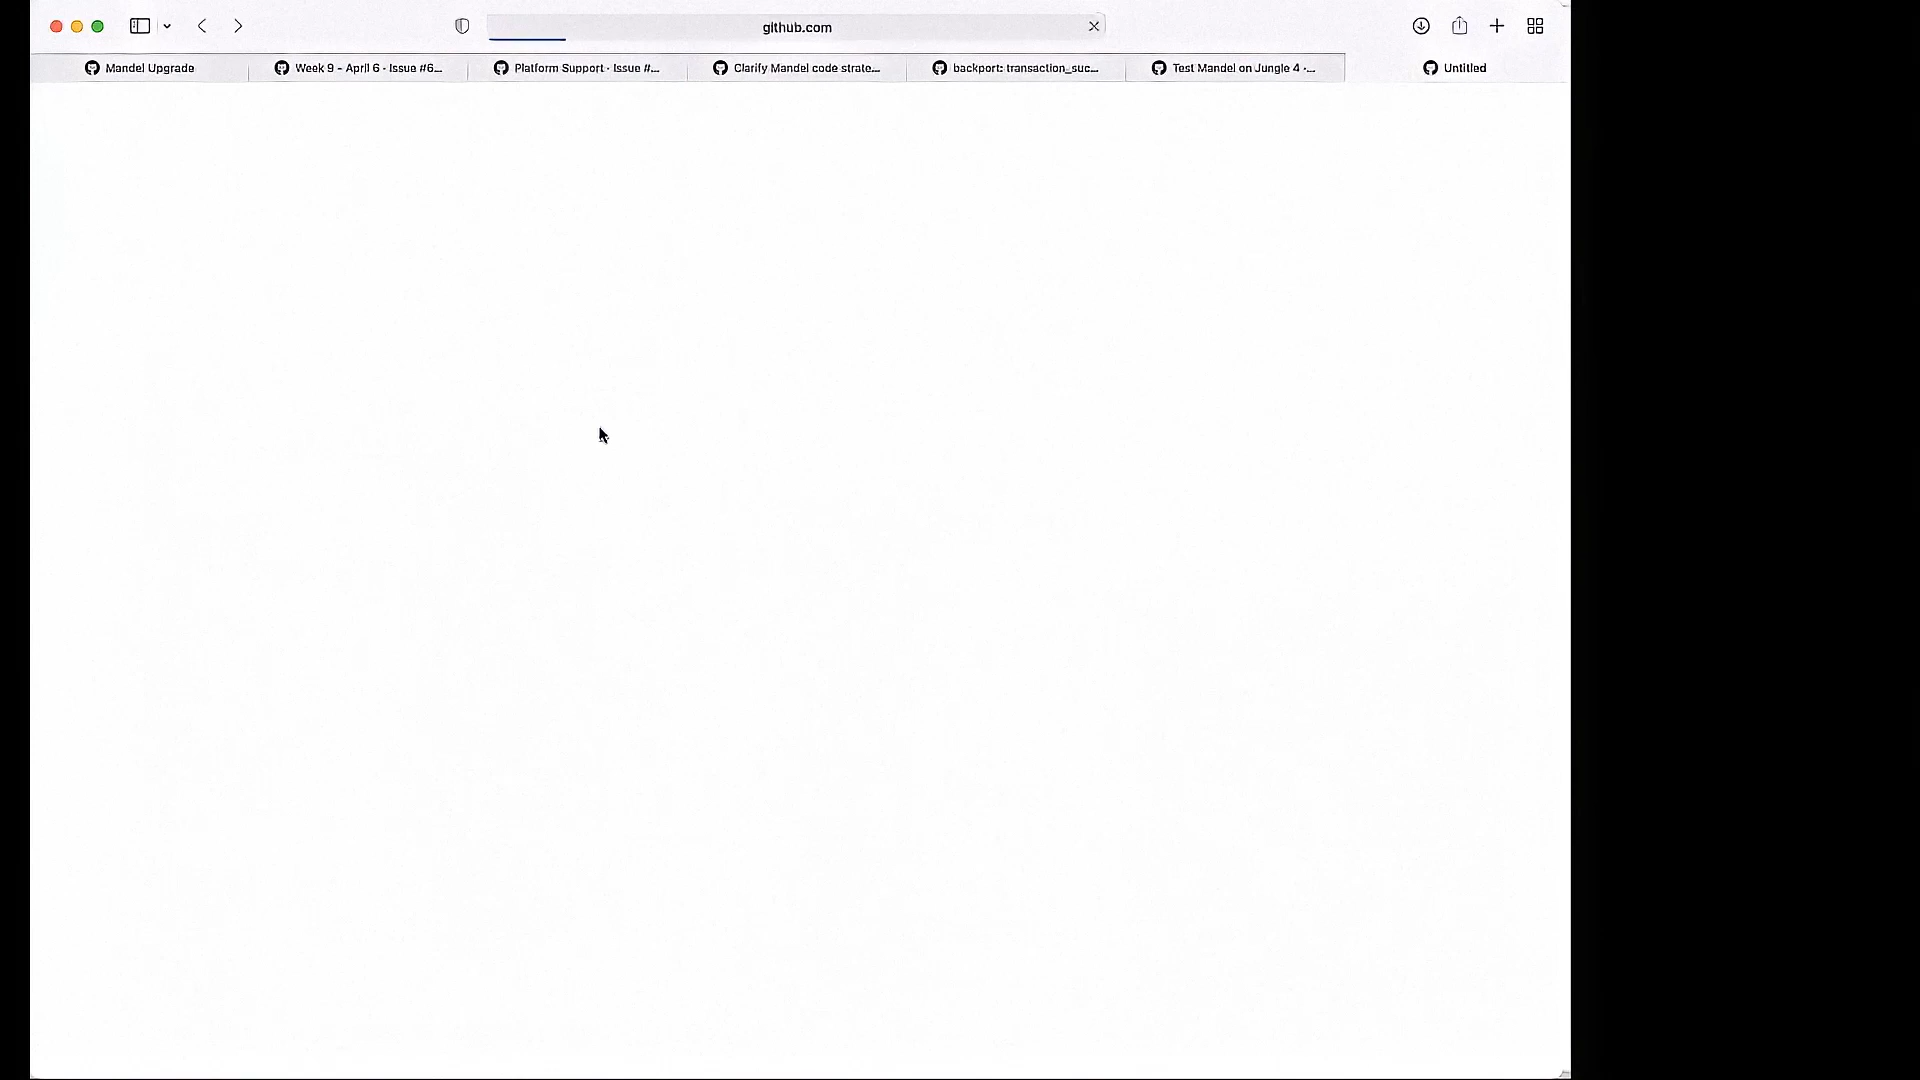 github.com
Mandel Upgrade
Week 9 - April 6 · Issue #6...
Platform Support · Issue #...
Clarify Mandel code strate...
backport: transaction_suc...
Test Mandel on Jungle 4 ·...
Untitled